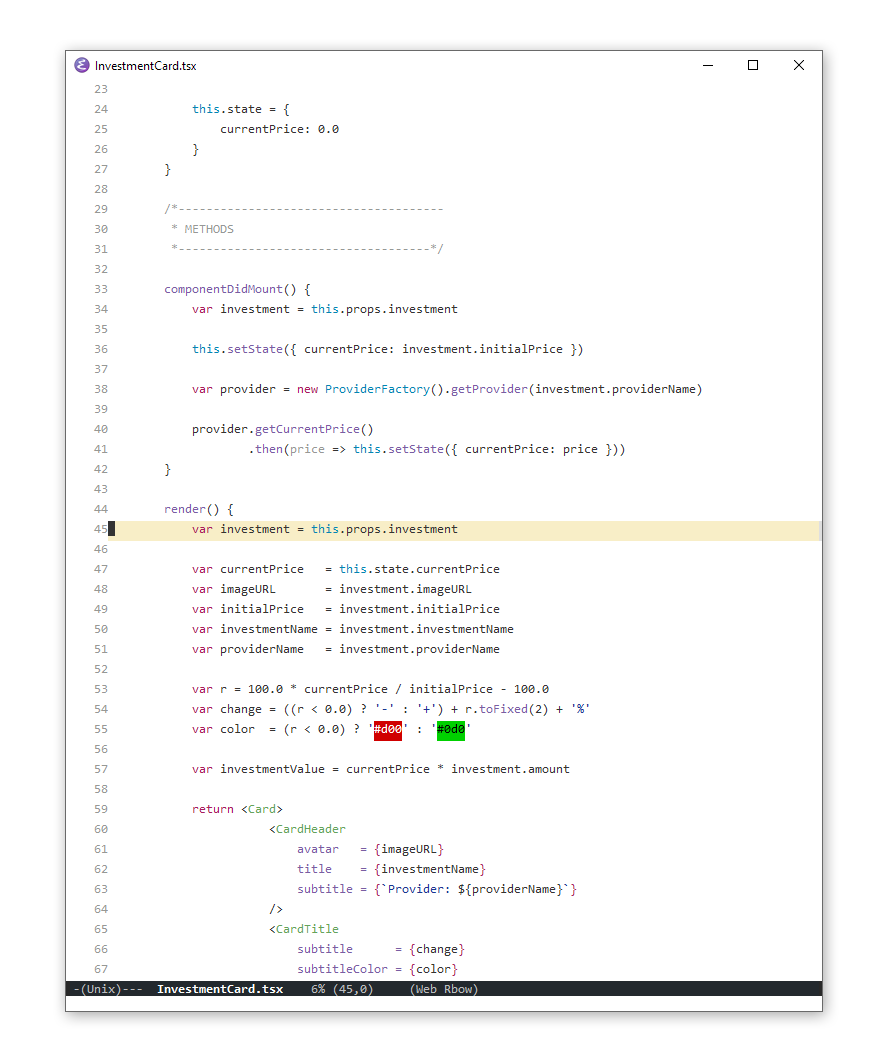 InvestmentCard.tsx
23
24            this.state = {
25                currentPrice: 0.0
26            }
27        }
28
29        /*--------------------------------------
30         * METHODS
31         *------------------------------------*/
32
33        componentDidMount() {
34            var investment = this.props.investment
35
36            this.setState({ currentPrice: investment.initialPrice })
37
38            var provider = new ProviderFactory().getProvider(investment.providerName)
39
40            provider.getCurrentPrice()
41                    .then(price => this.setState({ currentPrice: price }))
42        }
43
44        render() {
45            var investment = this.props.investment
46
47            var currentPrice   = this.state.currentPrice
48            var imageURL       = investment.imageURL
49            var initialPrice   = investment.initialPrice
50            var investmentName = investment.investmentName
51            var providerName   = investment.providerName
52
53            var r = 100.0 * currentPrice / initialPrice - 100.0
54            var change = ((r < 0.0) ? '-' : '+') + r.toFixed(2) + '%'
55            var color  = (r < 0.0) ? '#d00' : '#0d0'
56
57            var investmentValue = currentPrice * investment.amount
58
59            return <Card>
60                       <CardHeader
61                           avatar   = {imageURL}
62                           title    = {investmentName}
63                           subtitle = {`Provider: ${providerName}`}
64                       />
65                       <CardTitle
66                           subtitle      = {change}
67                           subtitleColor = {color}
-(Unix)---  InvestmentCard.tsx    6% (45,0)     (Web Rbow)